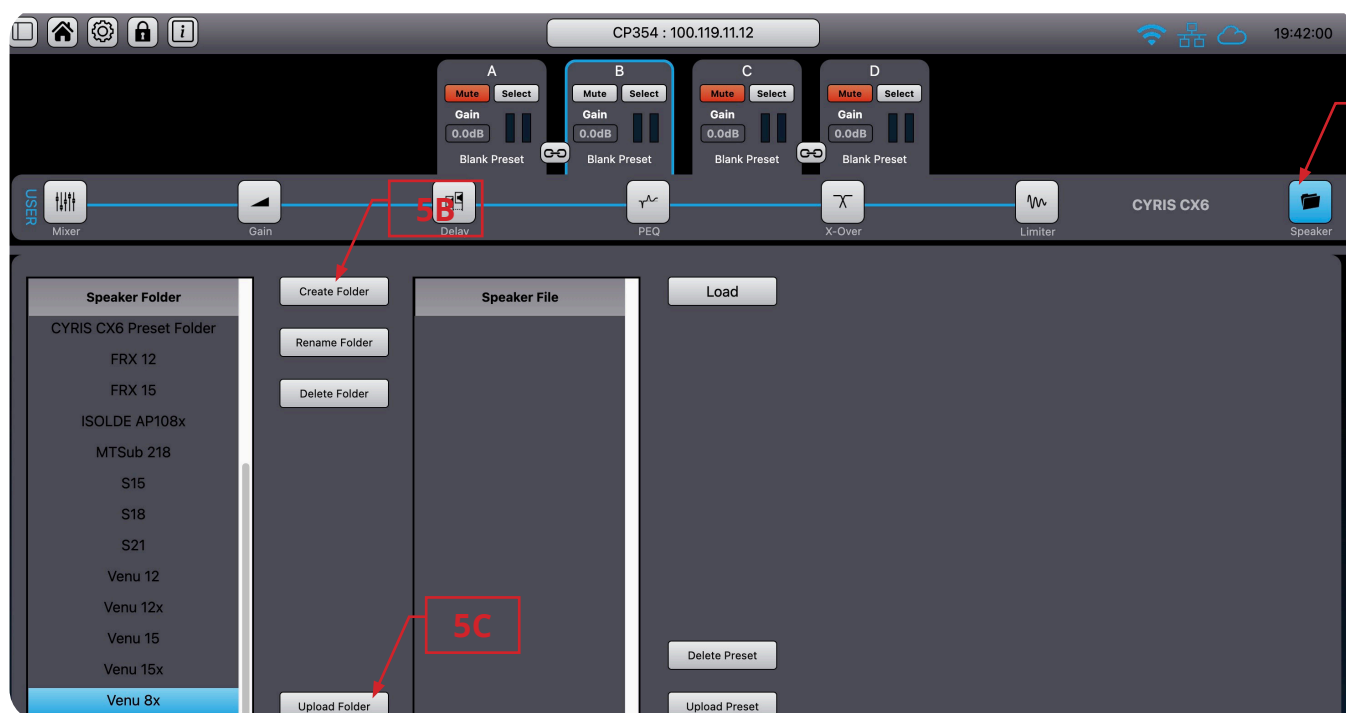 CP354 : 100.119.11.12
19:42:00
A
Mute Select
Gain
0.0dB
Blank Preset
B
Mute Select
Gain
0.0dB
Blank Preset
C
Mute Select
Gain
0.0dB
Blank Preset
D
Mute Select
Gain
0.0dB
Blank Preset
USER
Mixer
Gain
5B
Delay
PEQ
X-Over
Limiter
CYRIS CX6
Speaker
Speaker Folder
CYRIS CX6 Preset Folder
FRX 12
FRX 15
ISOLDE AP108x
MTSub 218
S15
S18
S21
Venu 12
Venu 12x
Venu 15
Venu 15x
Venu 8x
Create Folder
Rename Folder
Delete Folder
5C
Upload Folder
Speaker File
Load
Delete Preset
Upload Preset